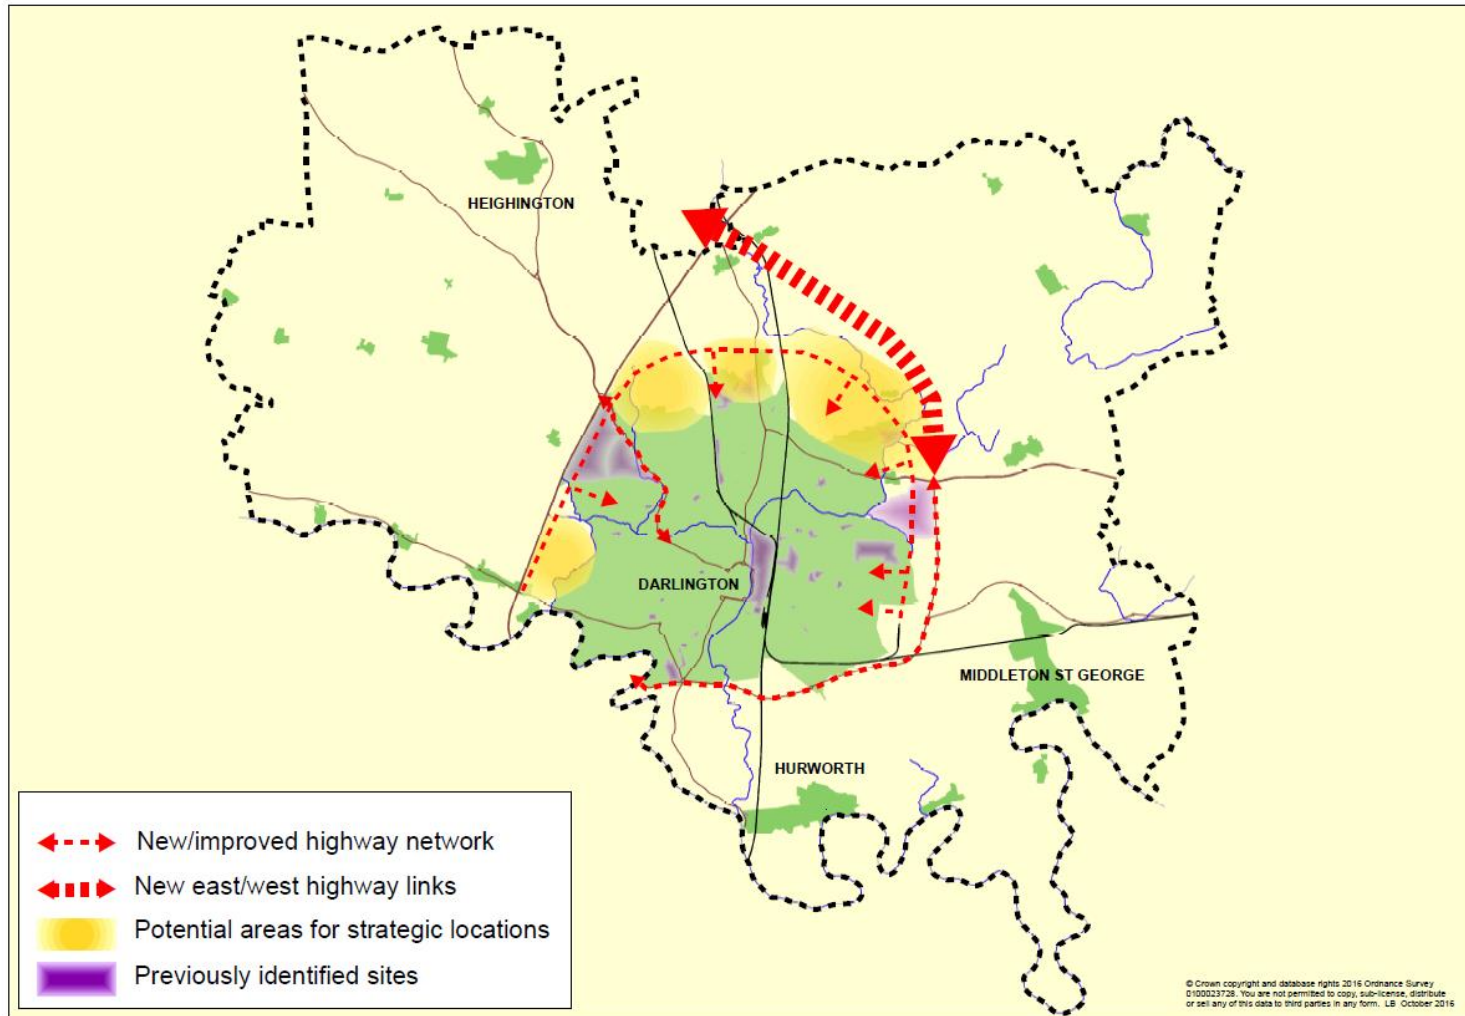 HEIGHINGTON
DARLINGTON
MIDDLETON ST GEORGE
HURWORTH
New/improved highway network
New east/west highway links
Potential areas for strategic locations
Previously identified sites
© Crown copyright and database rights 2016 Ordnance Survey
0100023728. You are not permitted to copy, sub-license, distribute
or sell any of this data to third parties in any form. LB October 2016